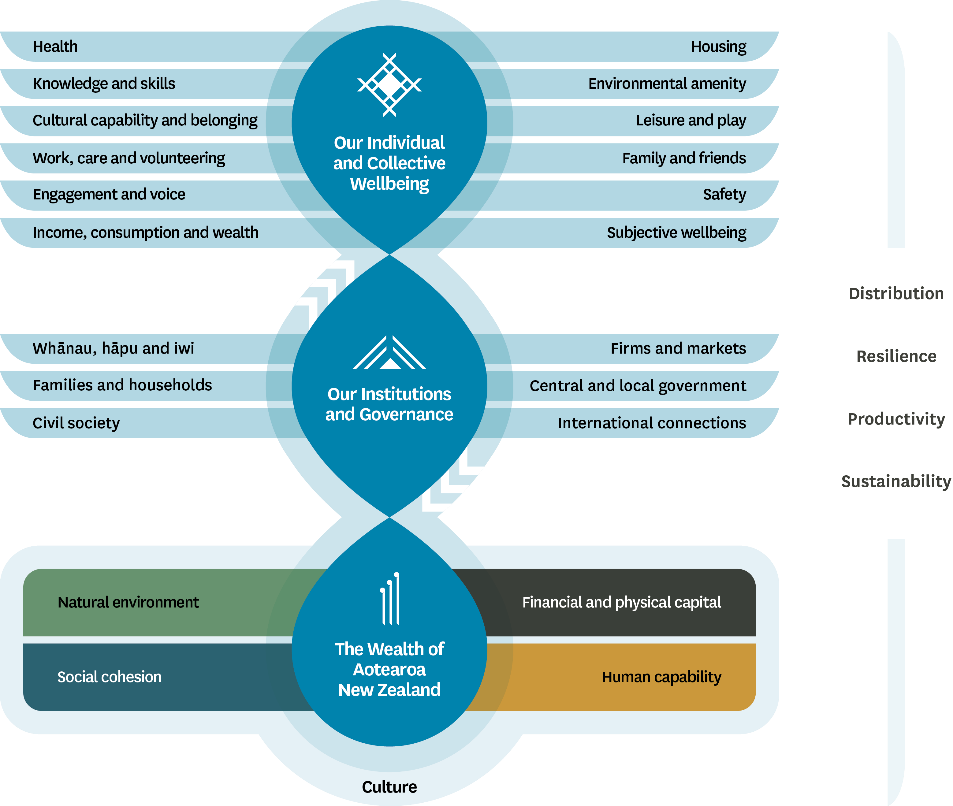 Health
Housing
Knowledge and skills
Environmental amenity
Cultural capability and belonging
Leisure and play
Our Individual
and Collective
Wellbeing
Work, care and volunteering
Family and friends
Engagement and voice
Safety
Income, consumption and wealth
Subjective wellbeing
Distribution
Whānau, hāpu and iwi
Firms and markets
Resilience
Families and households
Central and local government
Our Institutions
and Governance
Civil society
International connections
Productivity
Sustainability
Natural environment
Financial and physical capital
The Wealth of
Aotearoa
New Zealand
Social cohesion
Human capability
Culture